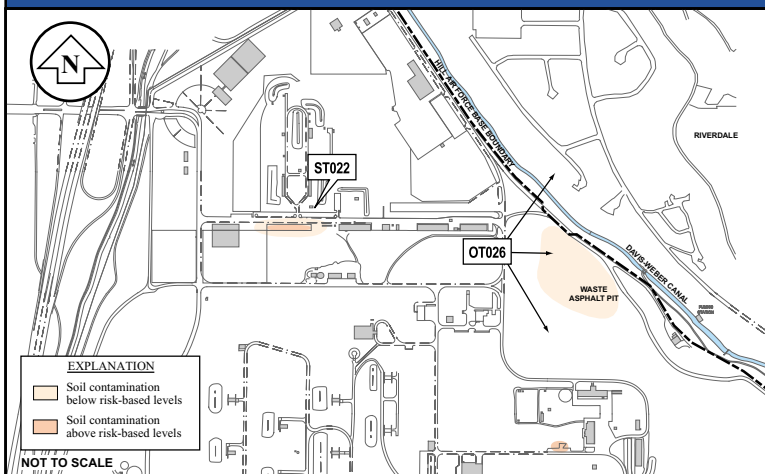 N
HILL AIR FORCE BASE BOUNDARY
RIVERDALE
ST022
OT026
DAVIS-WEBER CANAL
WASTE
ASPHALT PIT
EXPLANATION
Soil contamination
below risk-based levels
Soil contamination
above risk-based levels
NOT TO SCALE